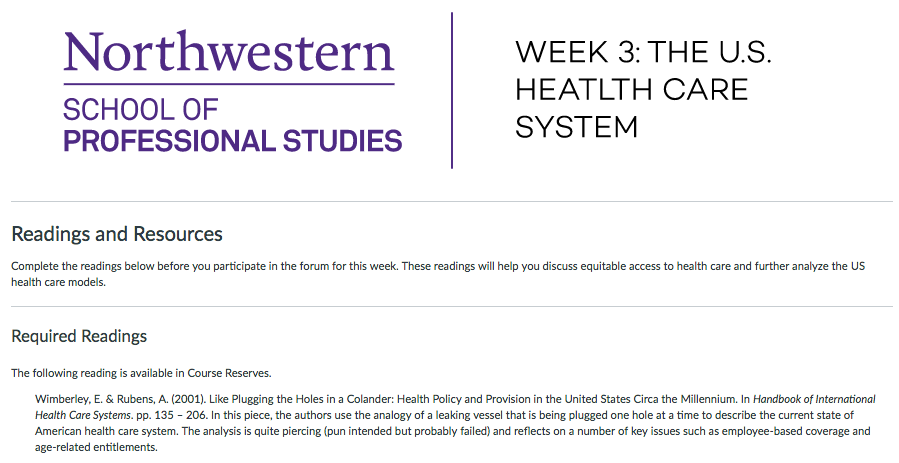 Northwestern
SCHOOL OF
PROFESSIONAL STUDIES
WEEK 3: THE U.S.
HEATLTH CARE
SYSTEM
Readings and Resources
Complete the readings below before you participate in the forum for this week. These readings will help you discuss equitable access to health care and further analyze the US
health care models.
Required Readings
The following reading is available in Course Reserves.
Wimberley, E. & Rubens, A. (2001). Like Plugging the Holes in a Colander: Health Policy and Provision in the United States Circa the Millennium. In Handbook of International
Health Care Systems. pp. 135 – 206. In this piece, the authors use the analogy of a leaking vessel that is being plugged one hole at a time to describe the current state of
American health care system. The analysis is quite piercing (pun intended but probably failed) and reflects on a number of key issues such as employee-based coverage and
age-related entitlements.